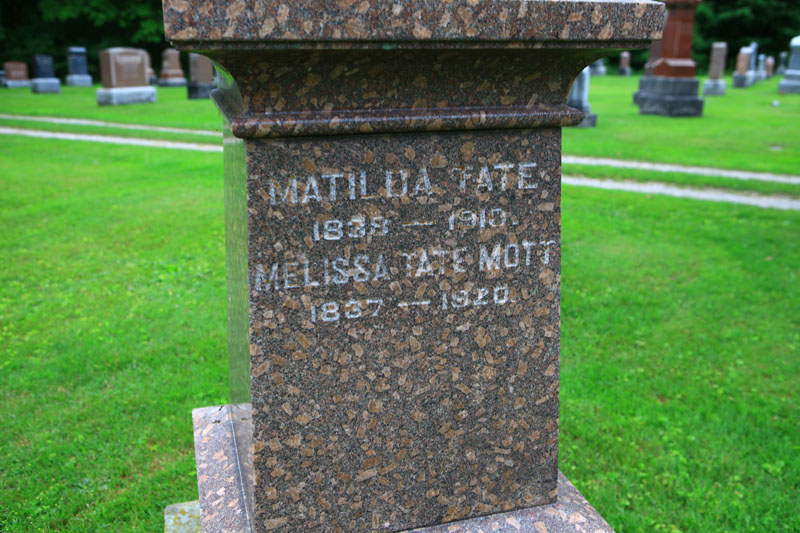 MATILDA TATE
1838 — 1910.
MELISSA TATE MOTT
1837 — 1920